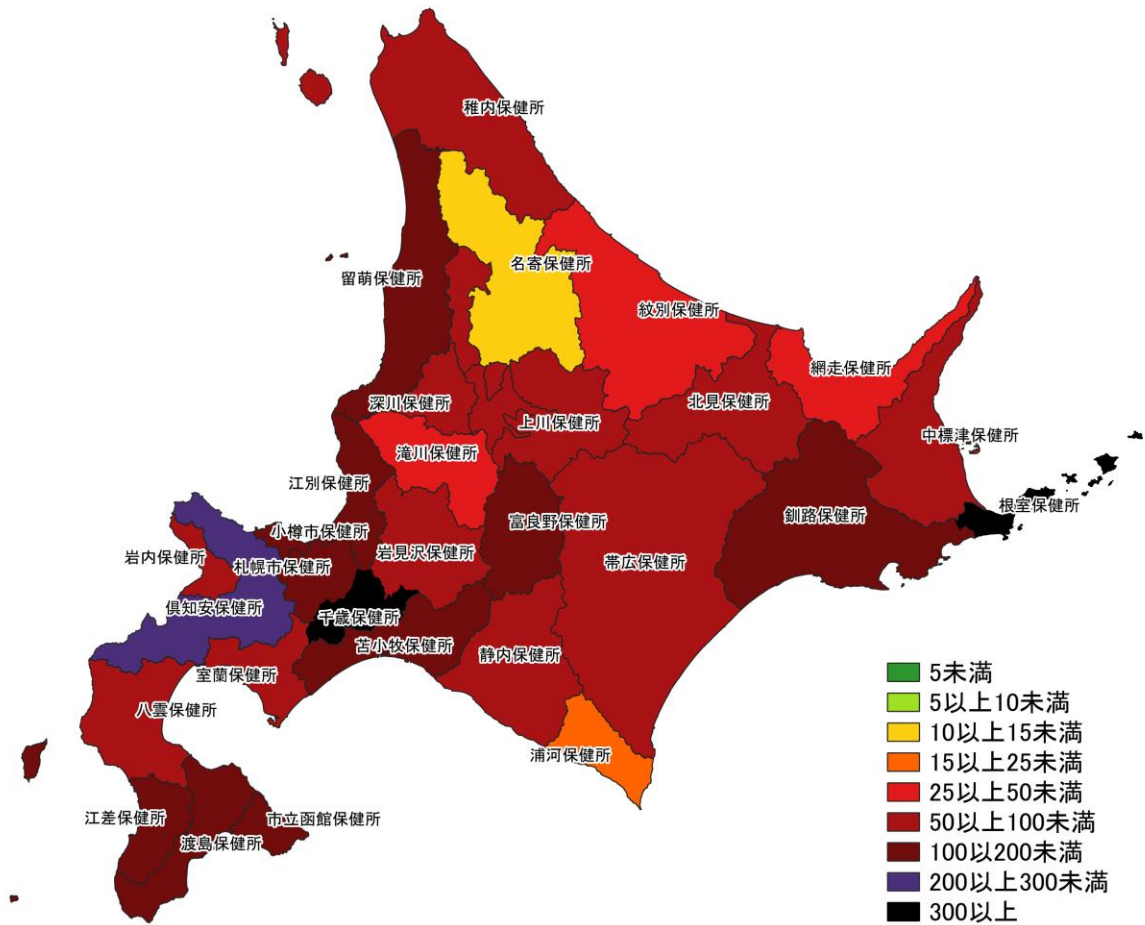 稚内保健所
名寄保健所
留萌保健所
紋別保健所
網走保健所
深川保健所
北見保健所
上川保健所
中標津保健所
滝川保健所
江別保健所
根室保健所
富良野保健所
釧路保健所
小樽市保健所
岩見沢保健所
岩内保健所
札幌市保健所
帯広保健所
倶知安保健所
千歳保健所
苫小牧保健所
静内保健所
室蘭保健所
八雲保健所
浦河保健所
江差保健所
市立函館保健所
渡島保健所
5未満
5以上10未満
10以上15未満
15以上25未満
25以上50未満
50以上100未満
100以200未満
200以上300未満
300以上